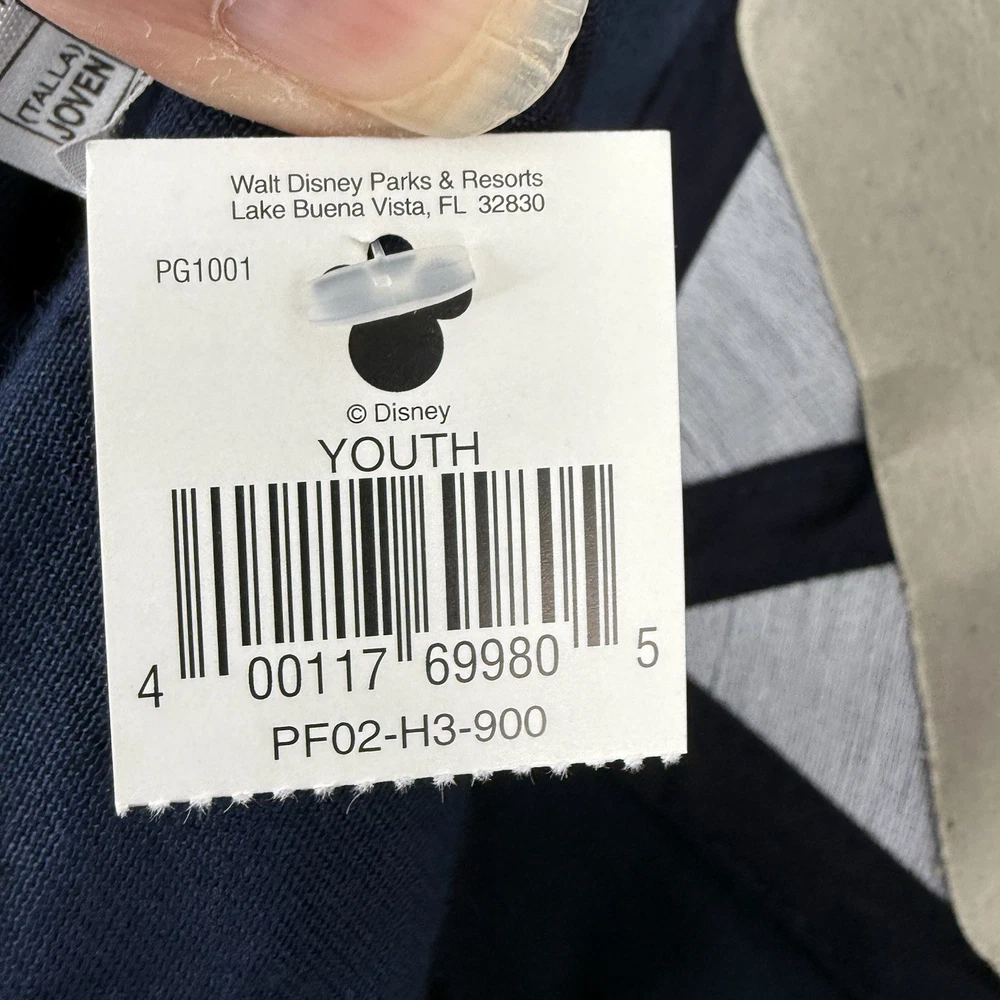 (TALLA)
JOVEN
Walt Disney Parks & Resorts
Lake Buena Vista, FL 32830
PG1001
© Disney
YOUTH
4 00117 69980 5
PF02-H3-900